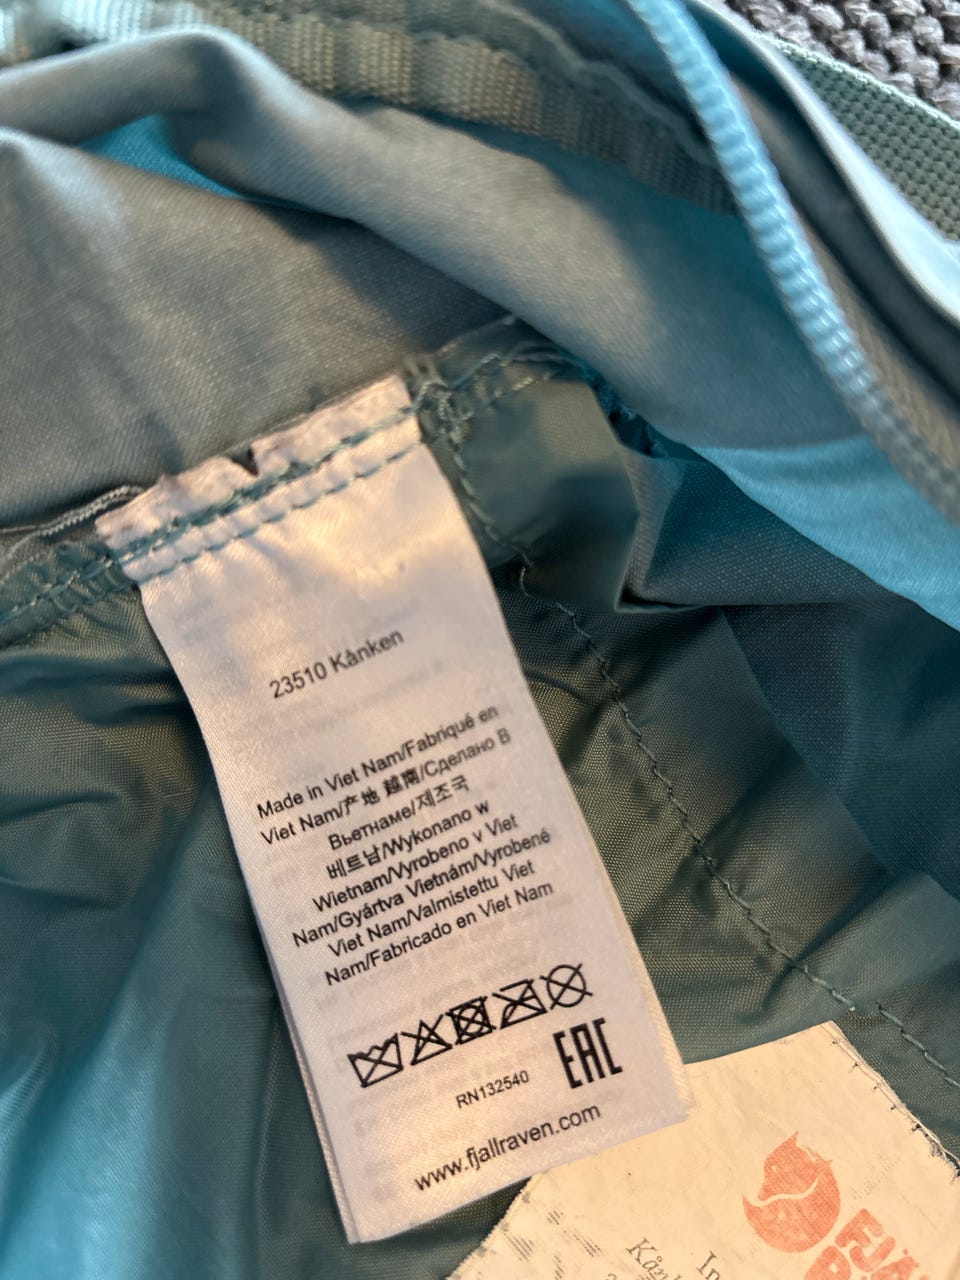 23510 Kånken
Made in Viet Nam/Fabriqué en
Viet Nam/产地 越南/Сделано В
Вьетнаме/제조국
베트남/Wykonano w
Wietnam/Vyrobeno v Viet
Nam/Gyártva Vietnám/Vyrobené
Viet Nam/Valmistettu Viet
Nam/Fabricado en Viet Nam
EAC
RN132540
www.fjallraven.com